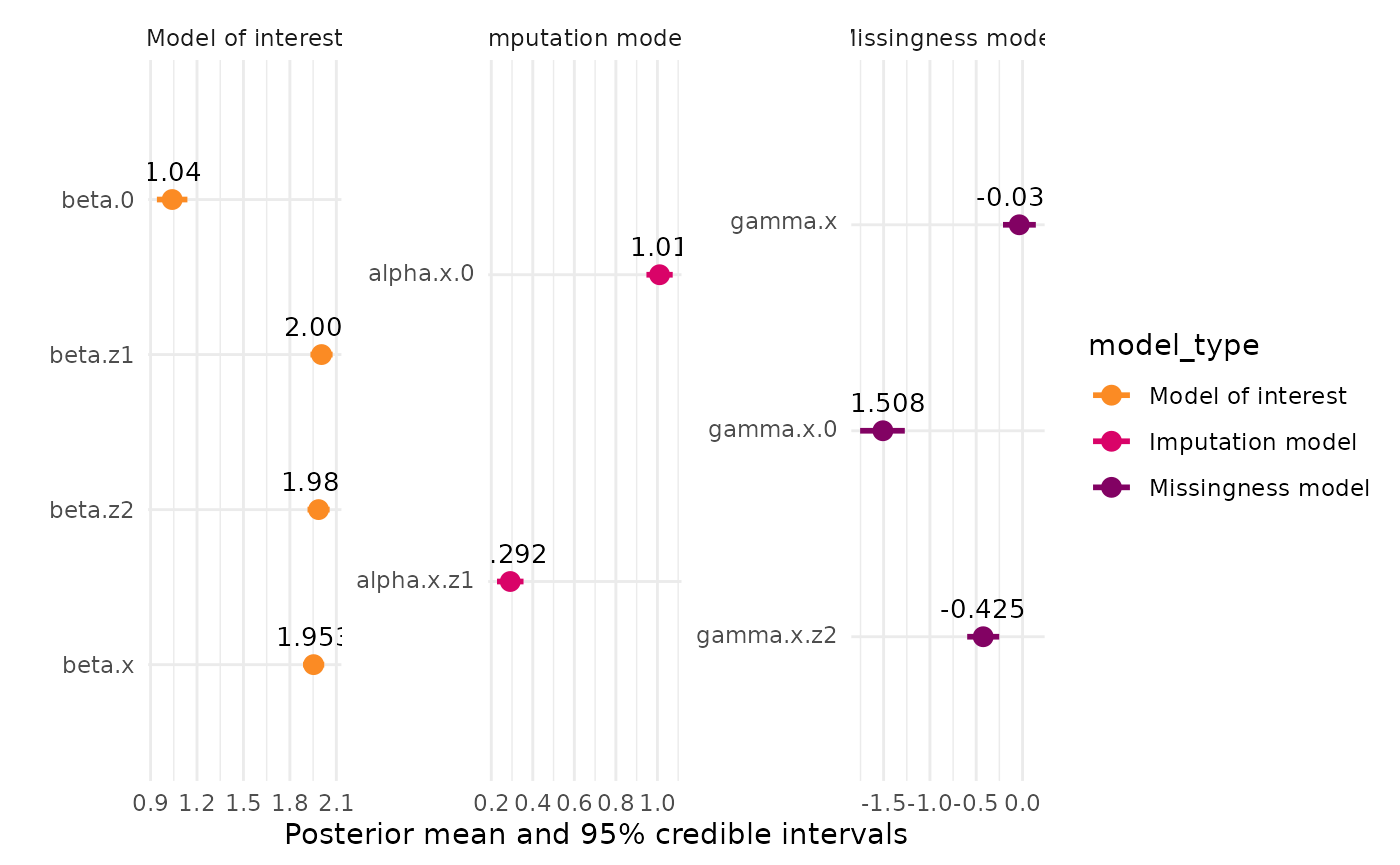 Model of interest
mputation mode
lissingness mode
beta.0
1.04
beta.z1
2.00
beta.z2
1.98
beta.x
1.953
0.9 1.2 1.5 1.8 2.1
alpha.x.0
1.01
alpha.x.z1
.292
0.2 0.4 0.6 0.8 1.0
gamma.x
-0.03
gamma.x.0
1.508
gamma.x.z2
-0.425
-1.5 -1.0 -0.5 0.0
Posterior mean and 95% credible intervals
model_type
Model of interest
Imputation model
Missingness model